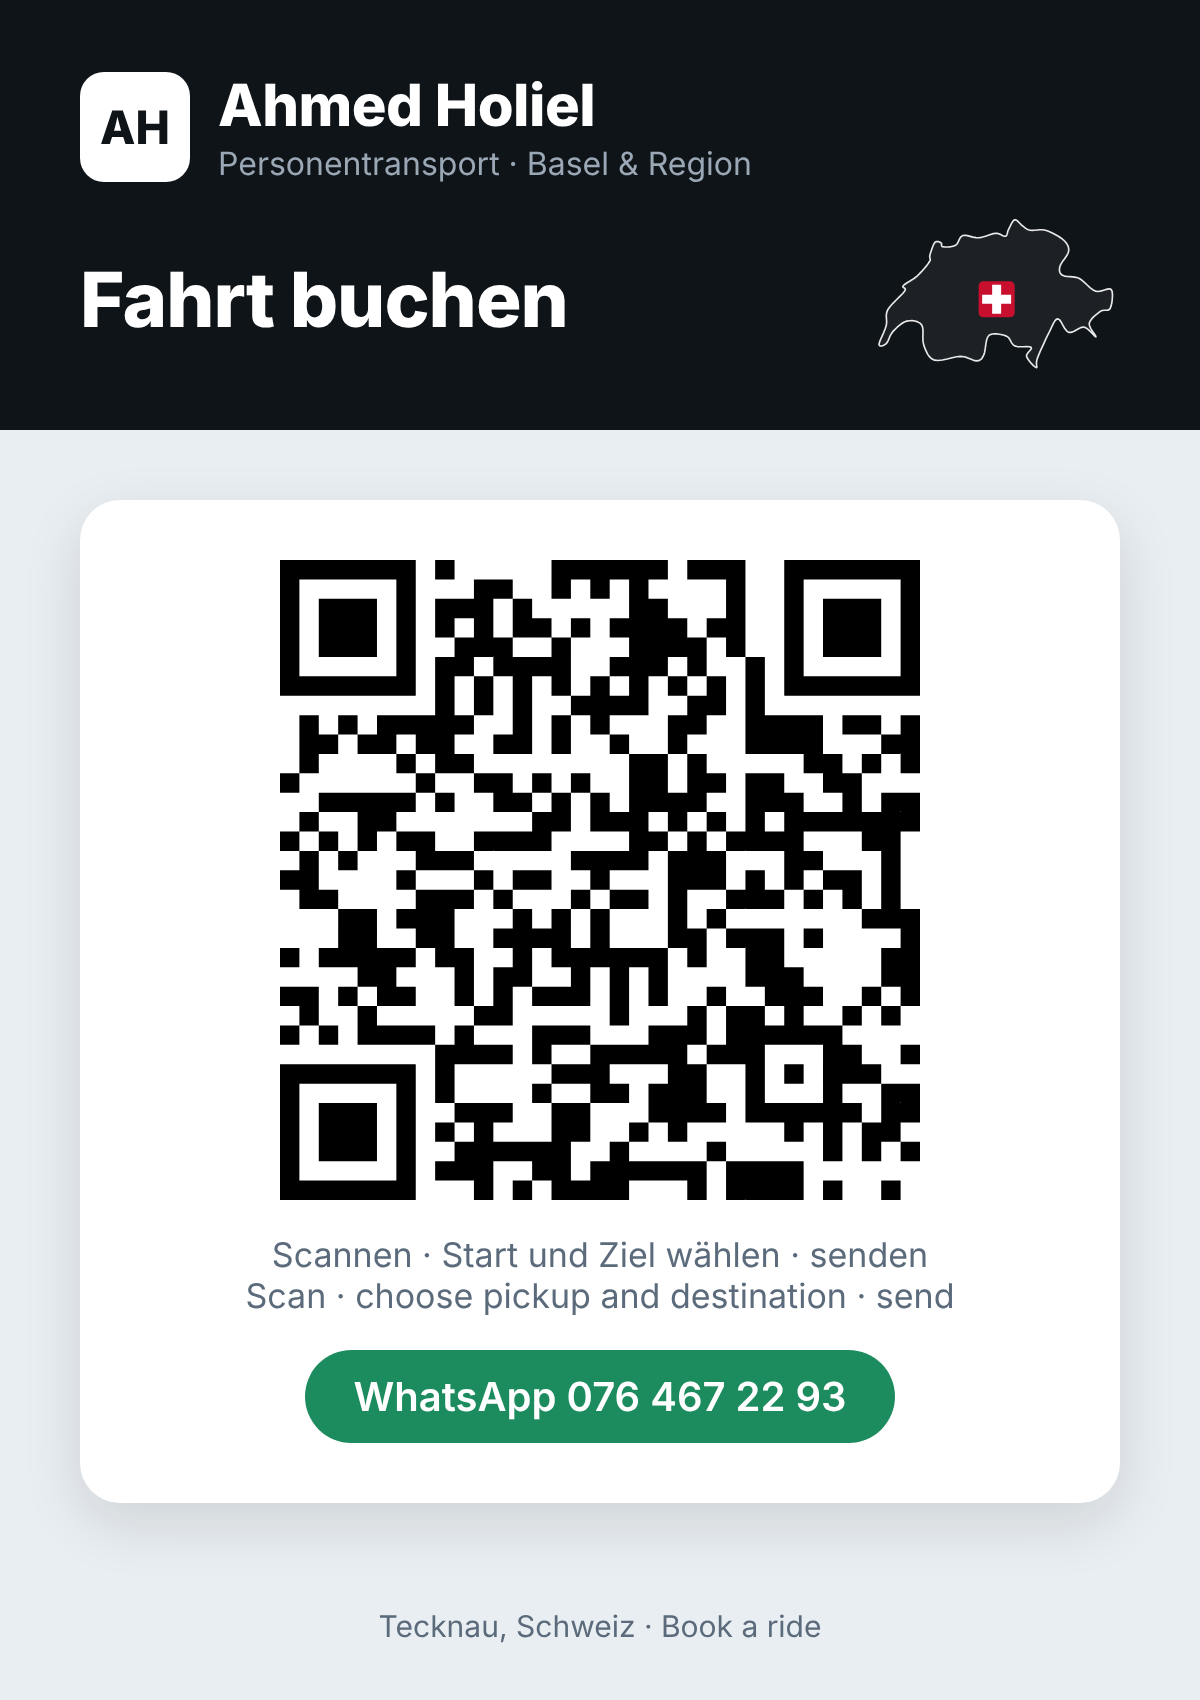 AH
Ahmed Holiel
Personentransport · Basel & Region
Fahrt buchen
Scannen · Start und Ziel wählen · senden
Scan · choose pickup and destination · send
WhatsApp 076 467 22 93
Tecknau, Schweiz · Book a ride